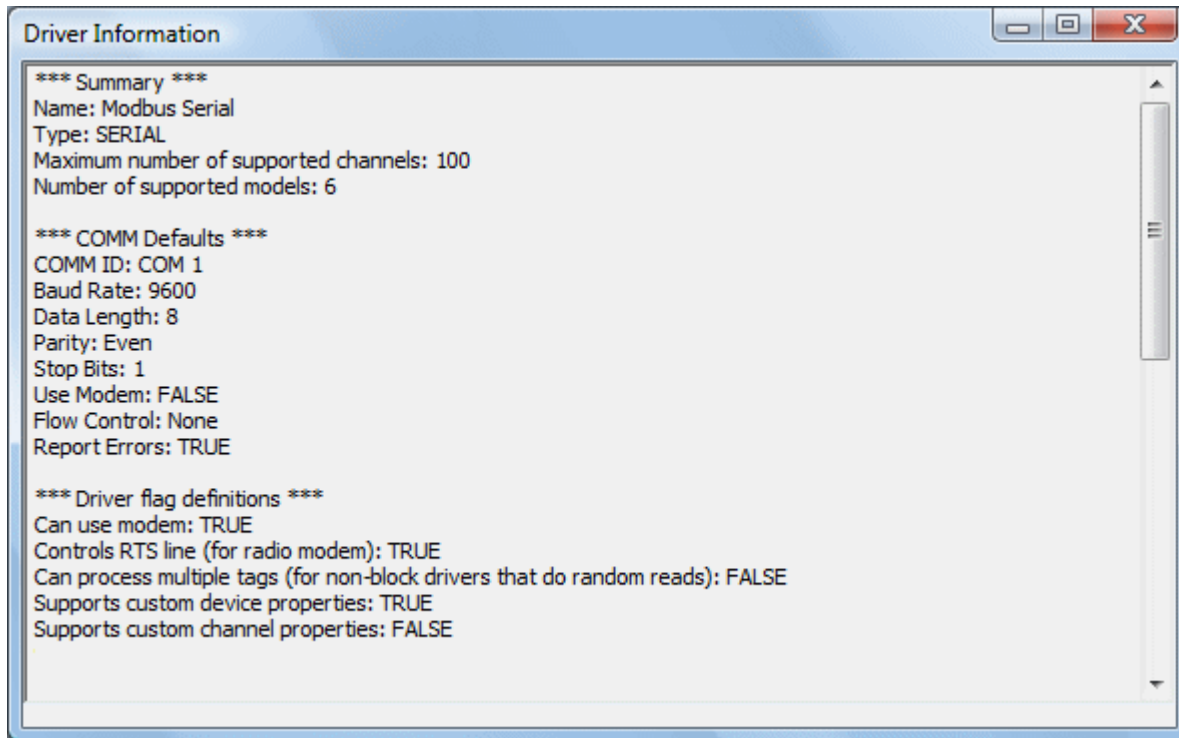 Driver Information
*** Summary ***
Name: Modbus Serial
Type: SERIAL
Maximum number of supported channels: 100
Number of supported models: 6
*** COMM Defaults ***
COMM ID: COM 1
Baud Rate: 9600
Data Length: 8
Parity: Even
Stop Bits: 1
Use Modem: FALSE
Flow Control: None
Report Errors: TRUE
*** Driver flag definitions ***
Can use modem: TRUE
Controls RTS line (for radio modem): TRUE
Can process multiple tags (for non-block drivers that do random reads): FALSE
Supports custom device properties: TRUE
Supports custom channel properties: FALSE